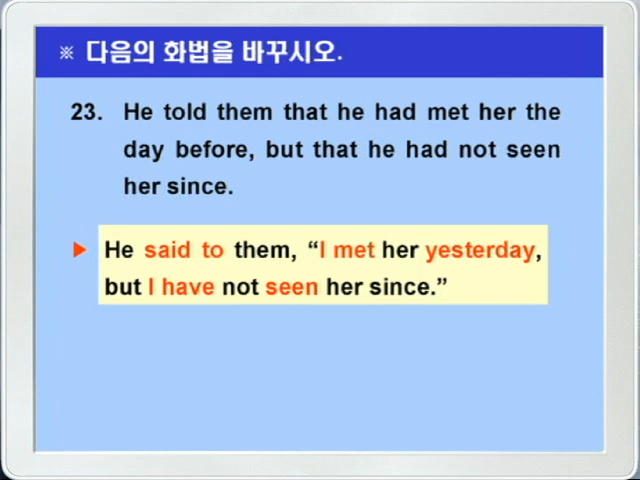 ※ 다음의 화법을 바꾸시오.
23. He told them that he had met her the
day before, but that he had not seen
her since.
▶ He said to them, “I met her yesterday,
but I have not seen her since.”